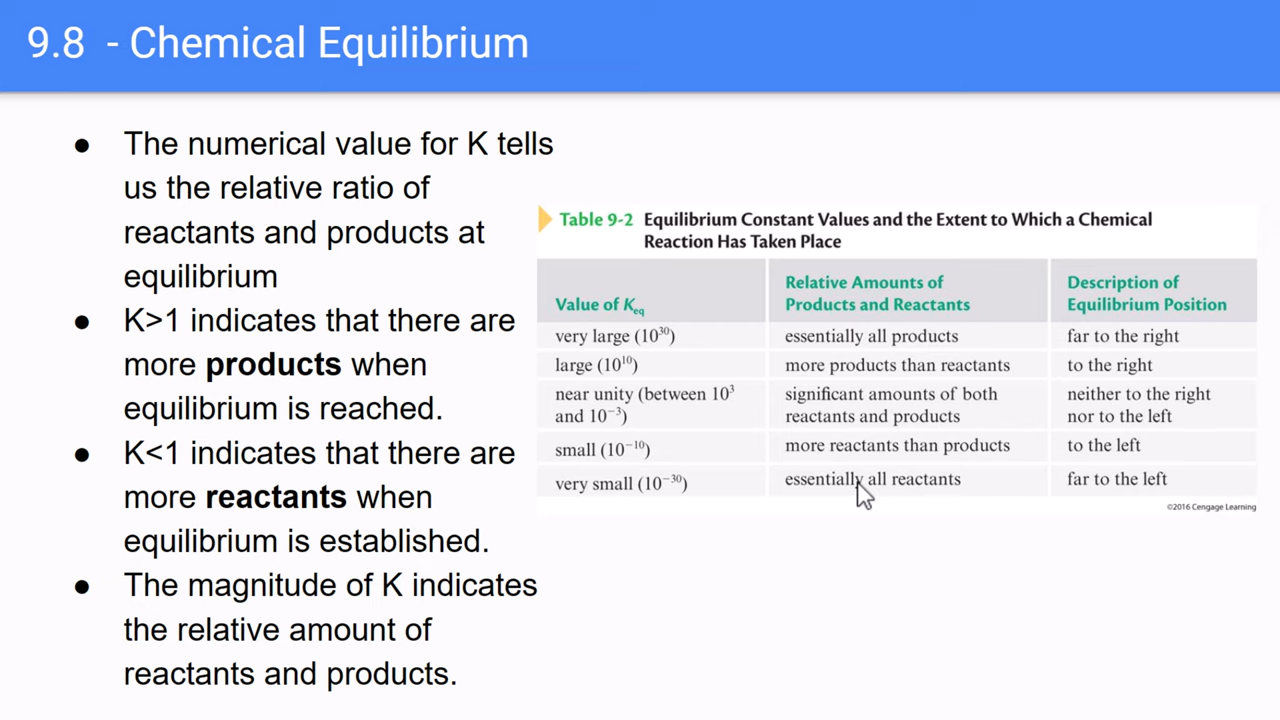 9.8 - Chemical Equilibrium
● The numerical value for K tells
us the relative ratio of
reactants and products at
equilibrium
● K>1 indicates that there are
more products when
equilibrium is reached.
● K<1 indicates that there are
more reactants when
equilibrium is established.
● The magnitude of K indicates
the relative amount of
reactants and products.
Table 9-2 Equilibrium Constant Values and the Extent to Which a Chemical
Reaction Has Taken Place
Value of Keq
Relative Amounts of
Products and Reactants
Description of
Equilibrium Position
very large (10³⁰)
essentially all products
far to the right
large (10¹⁰)
more products than reactants
to the right
near unity (between 10³
and 10⁻³)
significant amounts of both
reactants and products
neither to the right
nor to the left
small (10⁻¹⁰)
more reactants than products
to the left
very small (10⁻³⁰)
essentially all reactants
far to the left
©2016 Cengage Learning